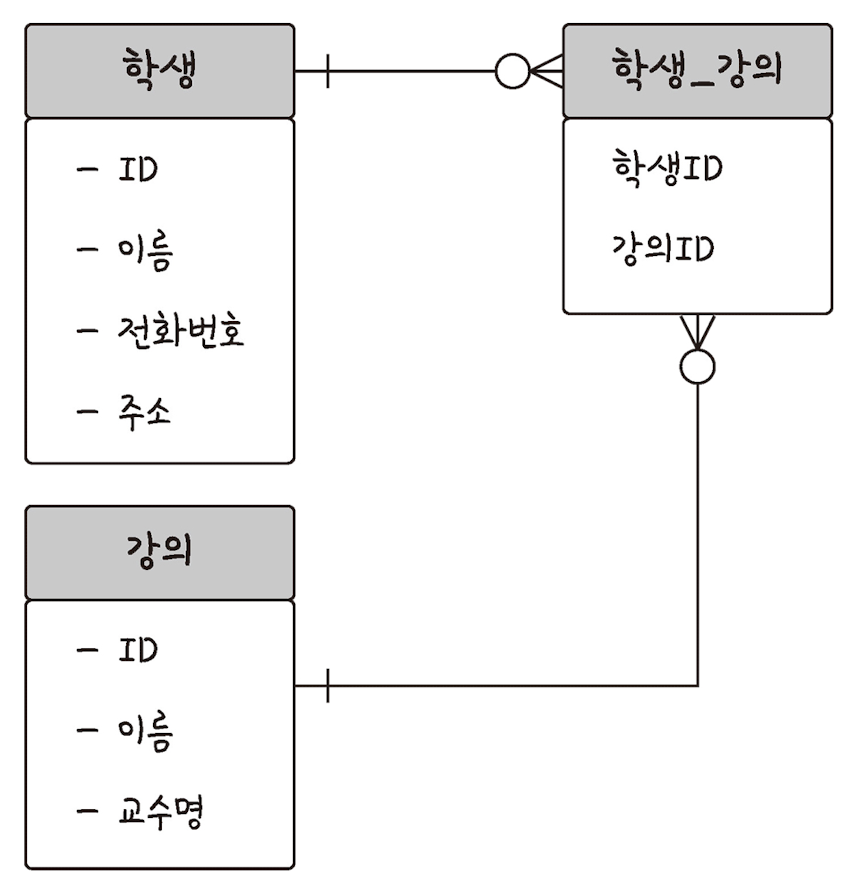 학생
- ID
- 이름
- 전화번호
- 주소
학생_강의
학생ID
강의ID
강의
- ID
- 이름
- 교수명